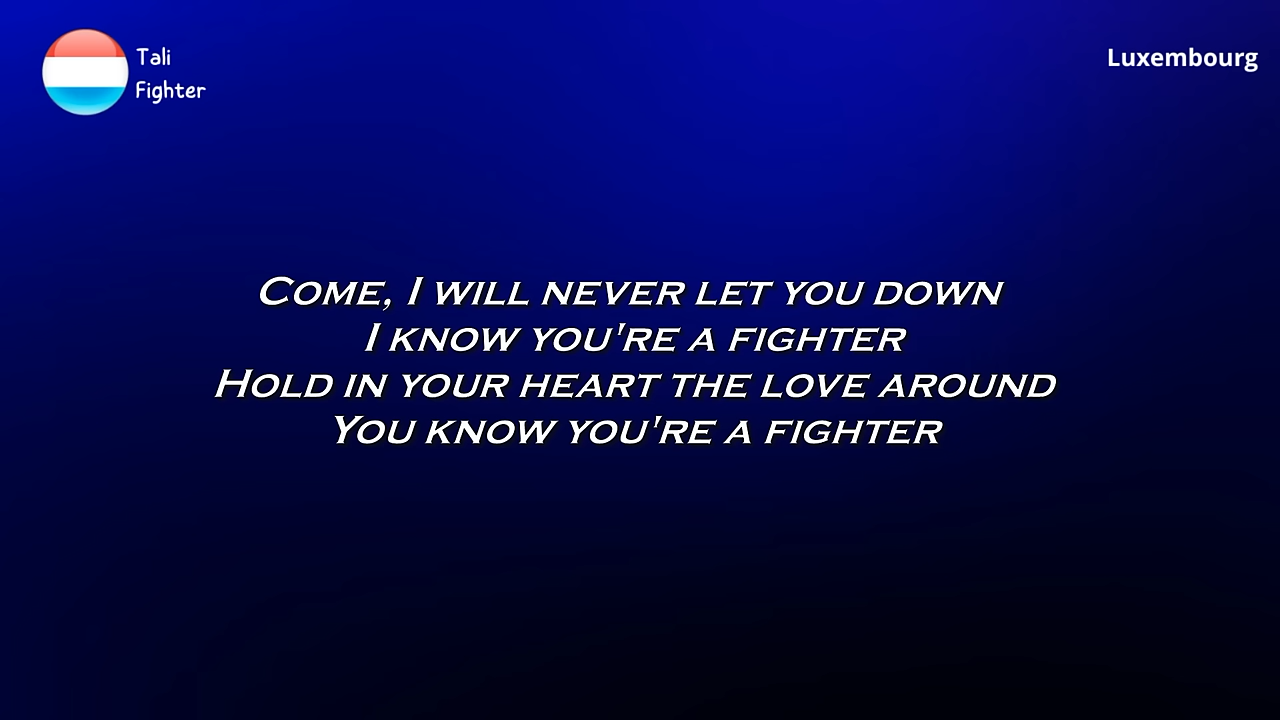 Tali
Fighter
Luxembourg
Come, I will never let you down
I know you're a fighter
Hold in your heart the love around
You know you're a fighter